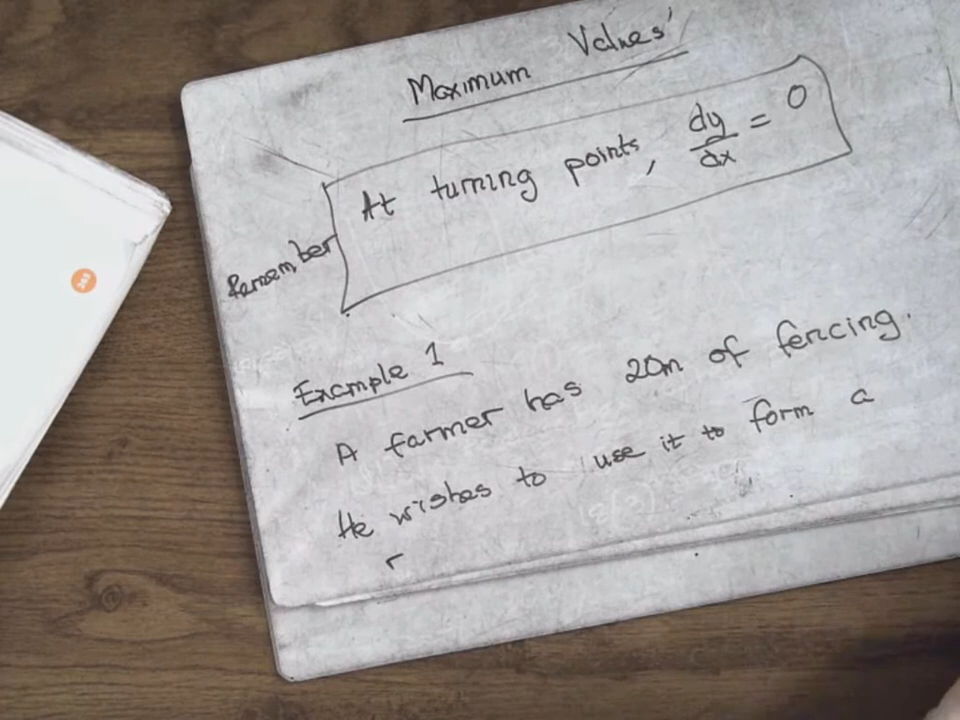 Maximum Values
Remember
At turning points, dy/dx = 0
Example 1
A farmer has 20m of fencing.
He wishes to use it to form a
r